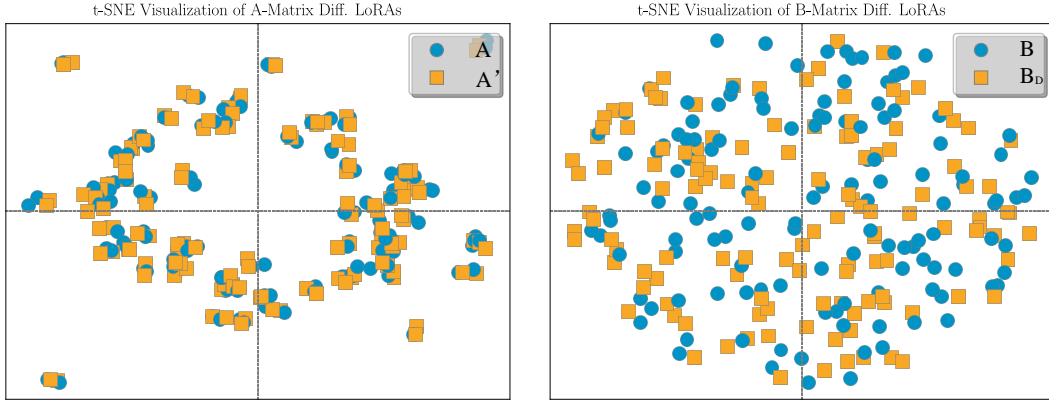 t-SNE Visualization of A-Matrix Diff. LoRAs
A
A'
t-SNE Visualization of B-Matrix Diff. LoRAs
B
B_D